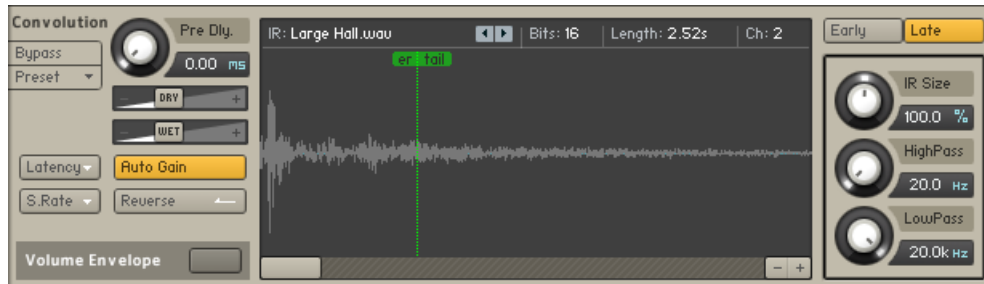 Convolution
Bypass
Preset
Pre Dly.
0.00 ms
- DRY +
- WET +
Latency
Auto Gain
S.Rate
Reverse
Volume Envelope
IR: Large Hall.wav
Bits: 16
Length: 2.52s
Ch: 2
er tail
- +
Early
Late
IR Size
100.0 %
HighPass
20.0 Hz
LowPass
20.0k Hz